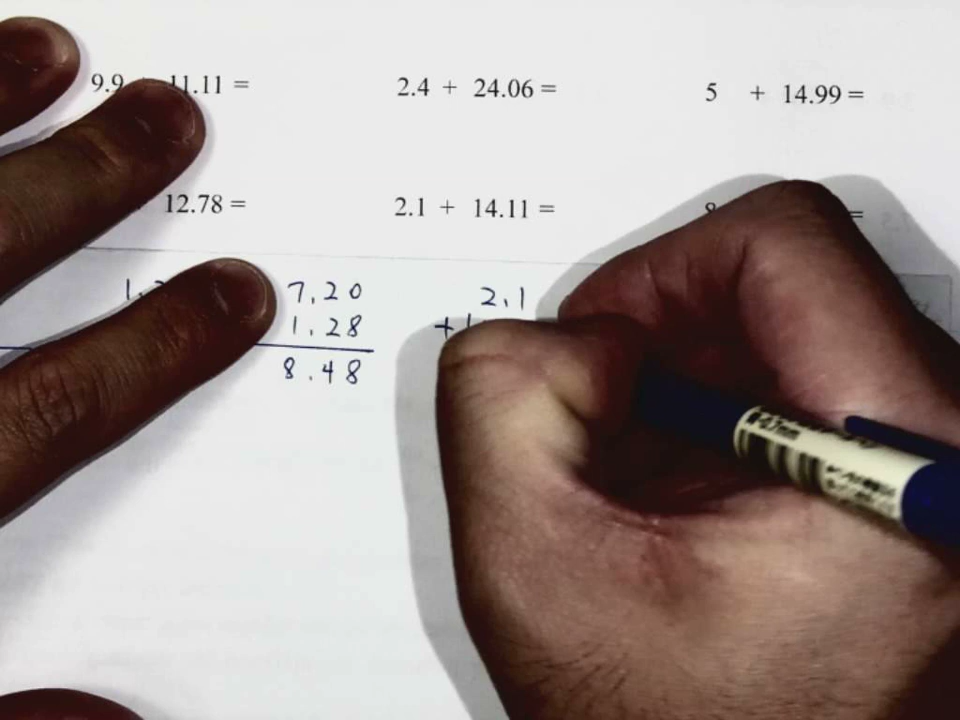 9.9 11.11 =
2.4 + 24.06 =
5 + 14.99 =
12.78 =
2.1 + 14.11 =
=
7.20
1.28
8.48
2.1
+1